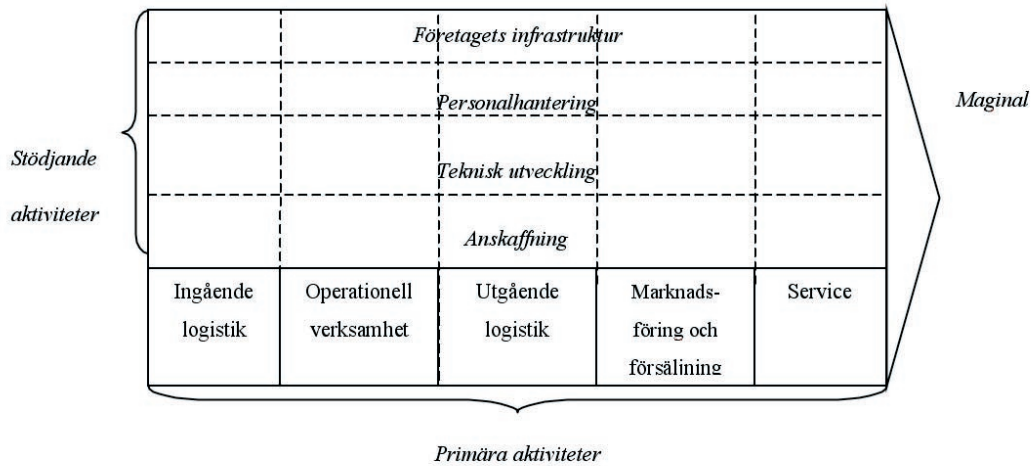 Företagets infrastruktur
Personalhantering
Maginal
Stödjande
aktiviteter
Teknisk utveckling
Anskaffning
Ingående
logistik
Operationell
verksamhet
Utgående
logistik
Marknads-
föring och
försäljning
Service
Primära aktiviteter